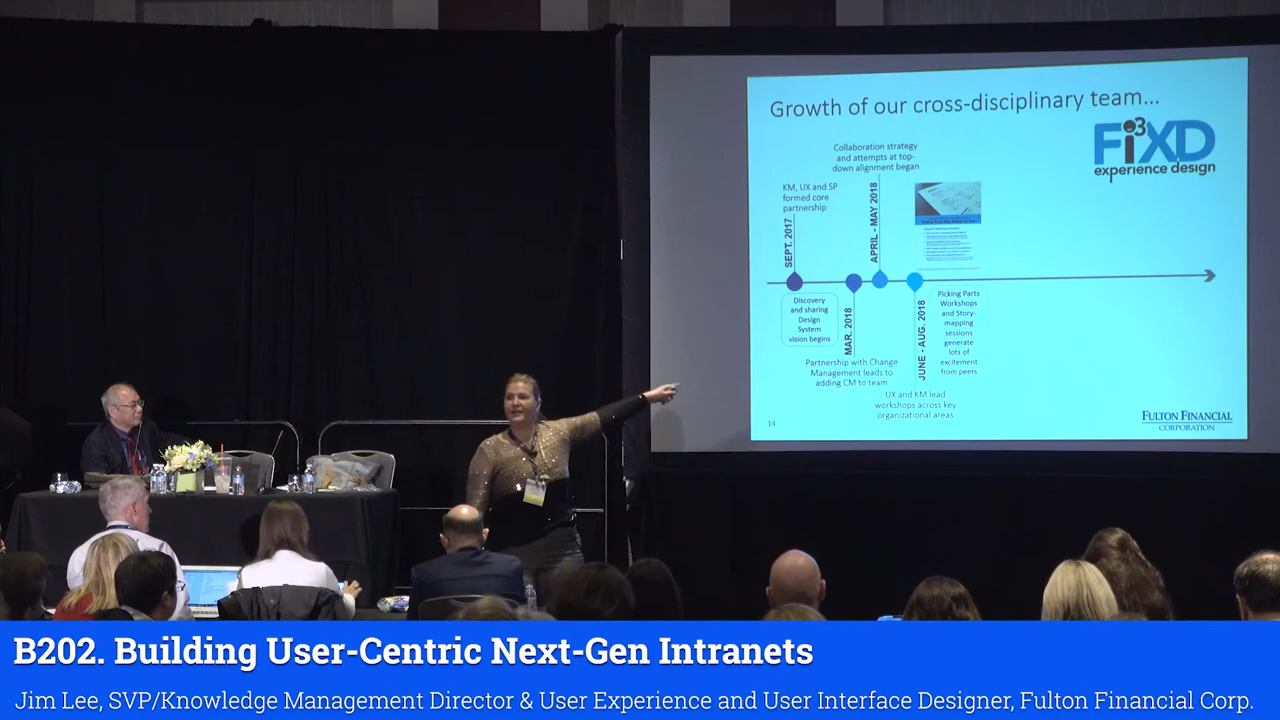 Growth of our cross-disciplinary team...
Fi³XD
experience design
Collaboration strategy
and attempts at top-
down alignment began
KM, UX and SP
formed core
partnership
SEPT. 2017
APRIL - MAY 2018
Discovery
and sharing
Design
System
vision begins
MAR. 2018
Partnership with Change
Management leads to
adding CM to team
JUNE - AUG. 2018
Picking Parts
Workshops
and Story-
mapping
sessions
generate
lots of
excitement
from peers
UX and KM lead
workshops across key
organizational areas
14
FULTON FINANCIAL
CORPORATION
B202. Building User-Centric Next-Gen Intranets
Jim Lee, SVP/Knowledge Management Director & User Experience and User Interface Designer, Fulton Financial Corp.